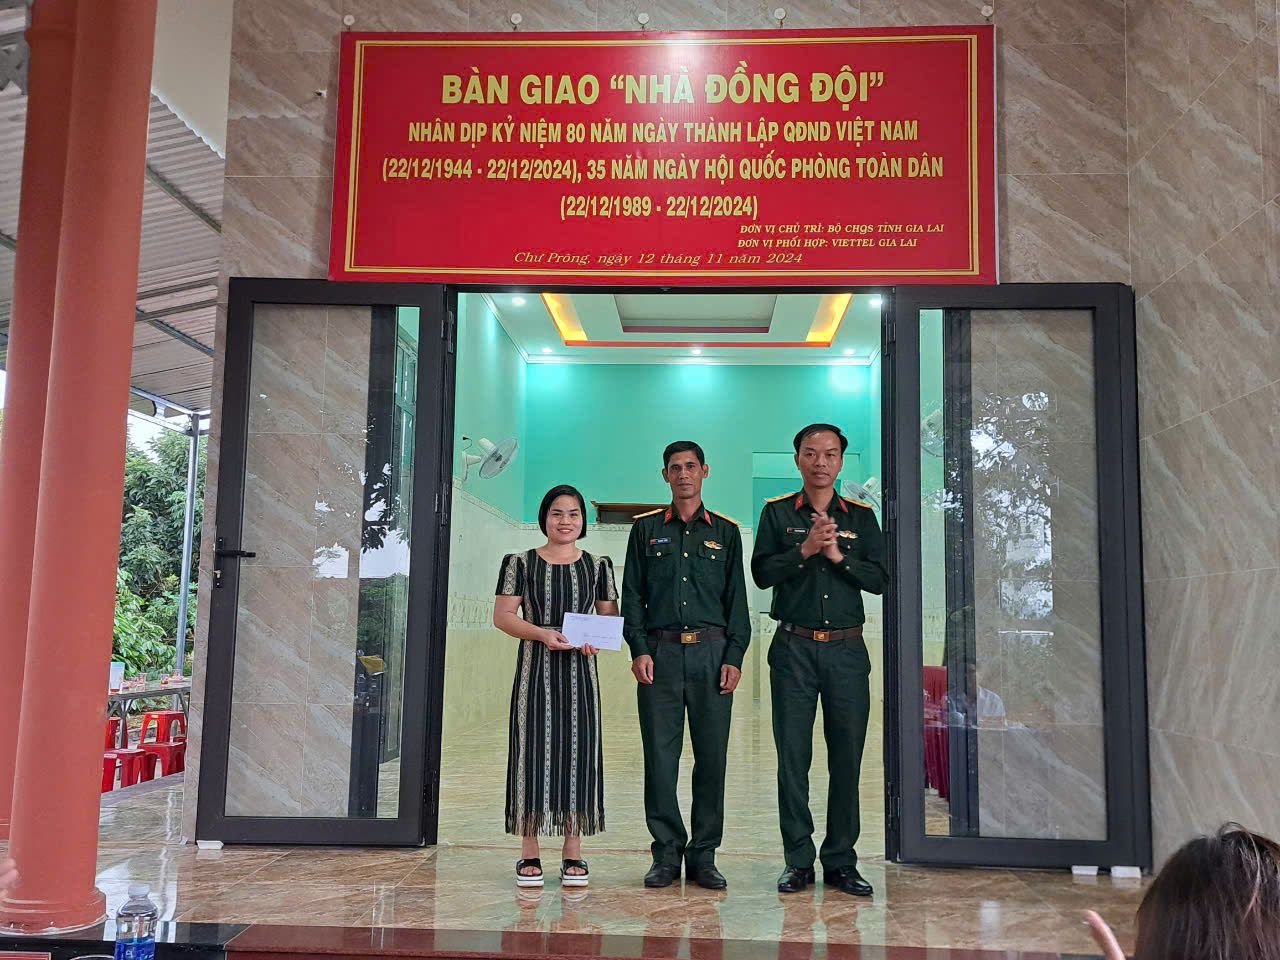 BÀN GIAO “NHÀ ĐỒNG ĐỘI”
NHÂN DỊP KỶ NIỆM 80 NĂM NGÀY THÀNH LẬP QĐND VIỆT NAM
(22/12/1944 - 22/12/2024), 35 NĂM NGÀY HỘI QUỐC PHÒNG TOÀN DÂN
(22/12/1989 - 22/12/2024)
ĐƠN VỊ CHỦ TRÌ: BỘ CHQS TỈNH GIA LAI
ĐƠN VỊ PHỐI HỢP: VIETTEL GIA LAI
Chư Prông, ngày 12 tháng 11 năm 2024